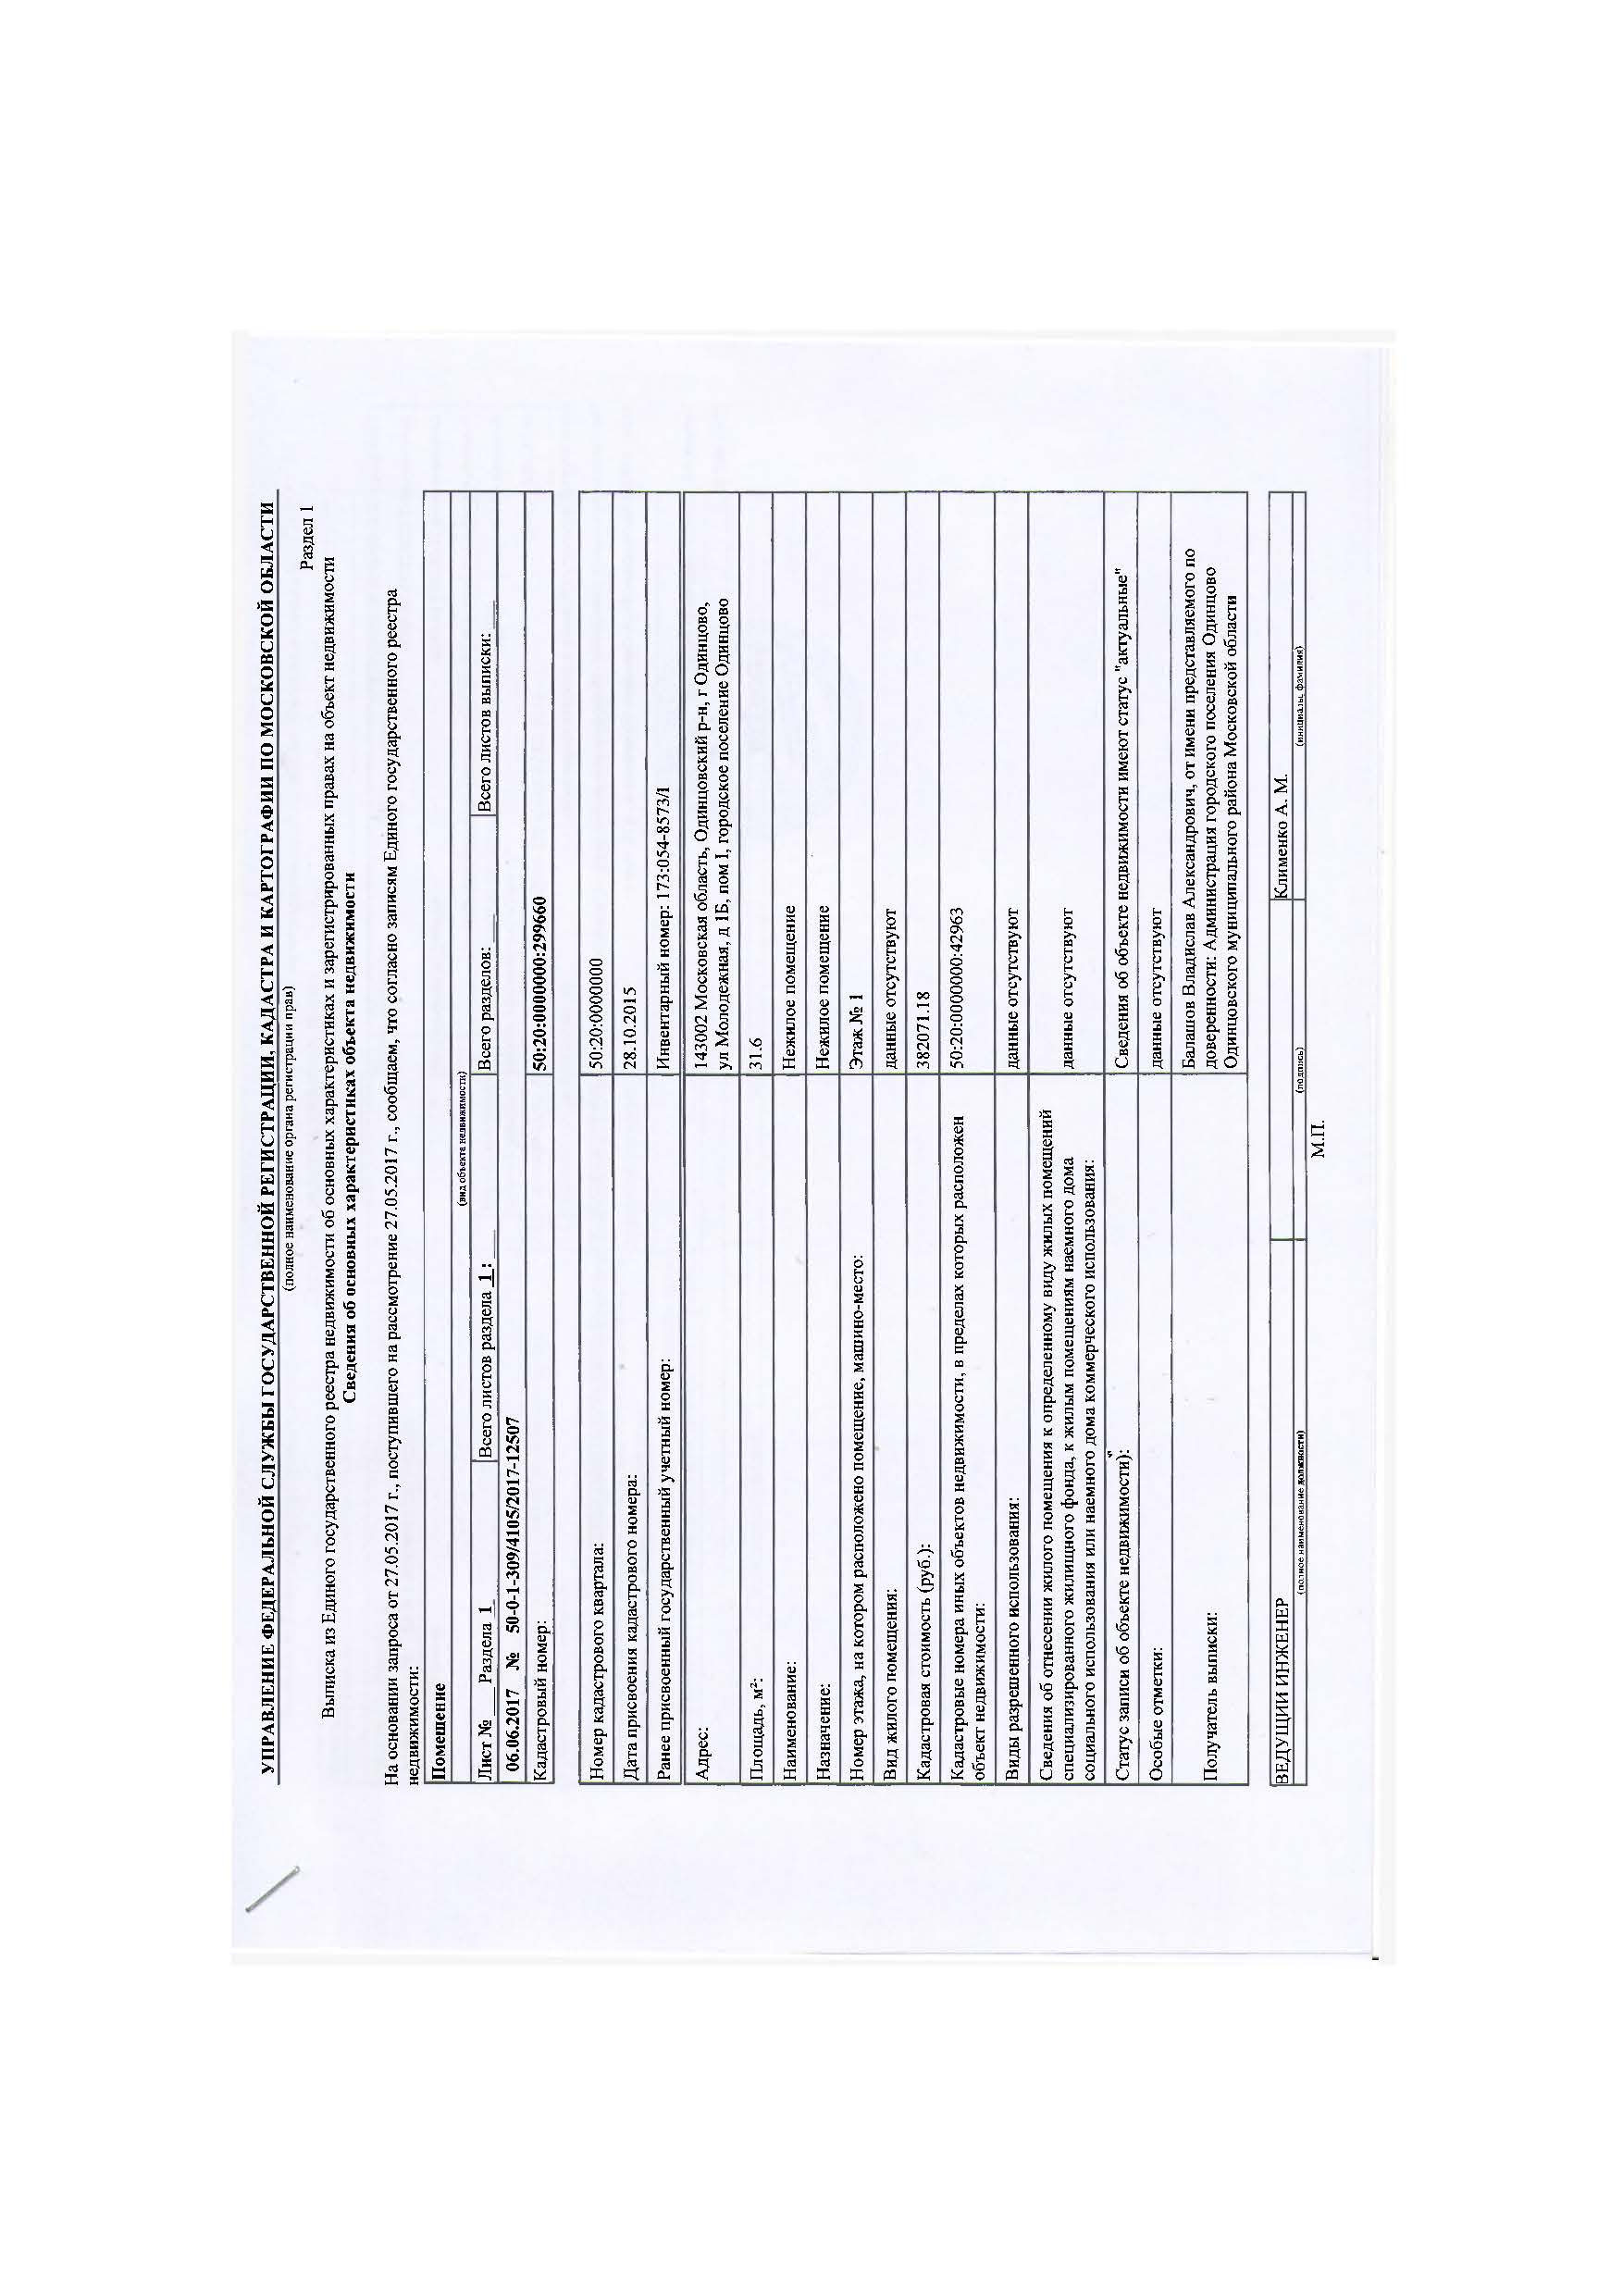 УПРАВЛЕНИЕ ФЕДЕРАЛЬНОЙ СЛУЖБЫ ГОСУДАРСТВЕННОЙ РЕГИСТРАЦИИ, КАДАСТРА И КАРТОГРАФИИ ПО МОСКОВСКОЙ ОБЛАСТИ
(полное наименование органа регистрации прав)
Раздел 1
Выписка из Единого государственного реестра недвижимости об основных характеристиках и зарегистрированных правах на объект недвижимости
Сведения об основных характеристиках объекта недвижимости
На основании запроса от 27.05.2017 г., поступившего на рассмотрение 27.05.2017 г., сообщаем, что согласно записям Единого государственного реестра
недвижимости:
Помещение
(вид объекта недвижимости)
Лист № ___ Раздела 1 Всего листов раздела 1 : ___ Всего разделов: ___ Всего листов выписки: ___
06.06.2017 № 50-0-1-309/4105/2017-12507
Кадастровый номер: 50:20:0000000:299660
Номер кадастрового квартала: 50:20:0000000
Дата присвоения кадастрового номера: 28.10.2015
Ранее присвоенный государственный учетный номер: Инвентарный номер: 173:054-8573/1
Адрес: 143002 Московская область, Одинцовский р-н, г Одинцово,
ул Молодежная, д 1Б, пом I, городское поселение Одинцово
Площадь, м²: 31.6
Наименование: Нежилое помещение
Назначение: Нежилое помещение
Номер этажа, на котором расположено помещение, машино-место: Этаж № 1
Вид жилого помещения: данные отсутствуют
Кадастровая стоимость (руб.): 382071.18
Кадастровые номера иных объектов недвижимости, в пределах которых расположен 50:20:0000000:42963
объект недвижимости:
Виды разрешенного использования: данные отсутствуют
Сведения об отнесении жилого помещения к определенному виду жилых помещений
специализированного жилищного фонда, к жилым помещениям наемного дома данные отсутствуют
социального использования или наемного дома коммерческого использования:
Статус записи об объекте недвижимости): Сведения об объекте недвижимости имеют статус "актуальные"
Особые отметки: данные отсутствуют
Получатель выписки: Балашов Владислав Александрович, от имени представляемого по
доверенности: Администрация городского поселения Одинцово
Одинцовского муниципального района Московской области
ВЕДУЩИЙ ИНЖЕНЕР Клименко А. М.
(полное наименование должности) (подпись) (инициалы, фамилия)
М.П.